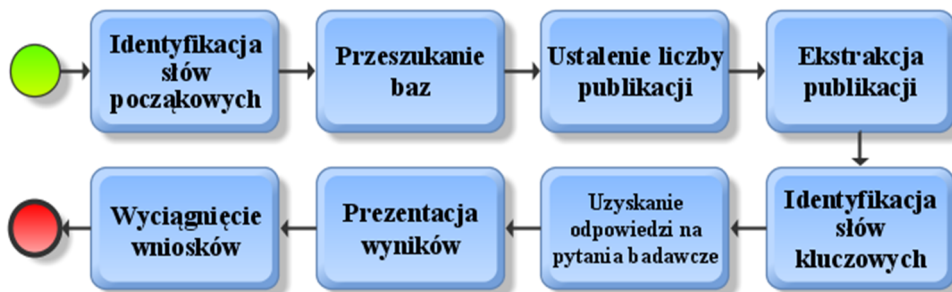 Identyfikacja
słów
począkowych
Przeszukanie
baz
Ustalenie liczby
publikacji
Ekstrakcja
publikacji
Identyfikacja
słów
kluczowych
Uzyskanie
odpowiedzi na
pytania badawcze
Prezentacja
wyników
Wyciągnięcie
wniosków